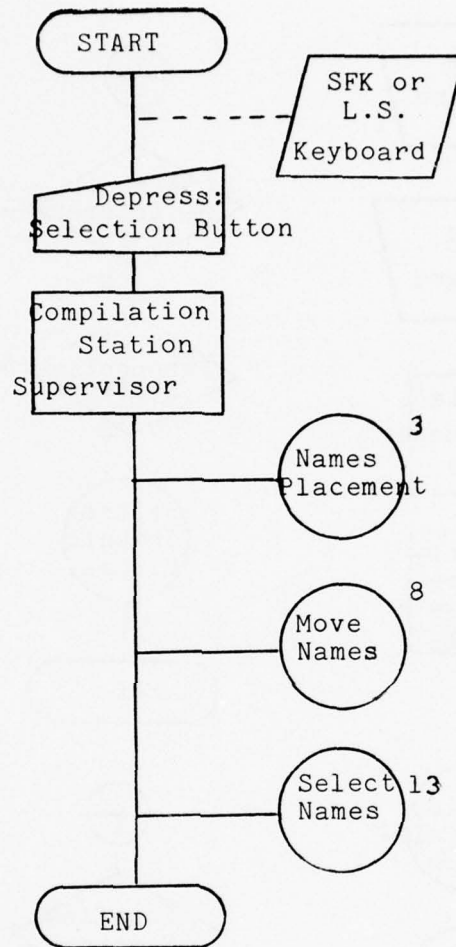 START
SFK or
L.S.
Keyboard
Depress:
Selection Button
Compilation
Station
Supervisor
3
Names
Placement
8
Move
Names
Select 13
Names
END